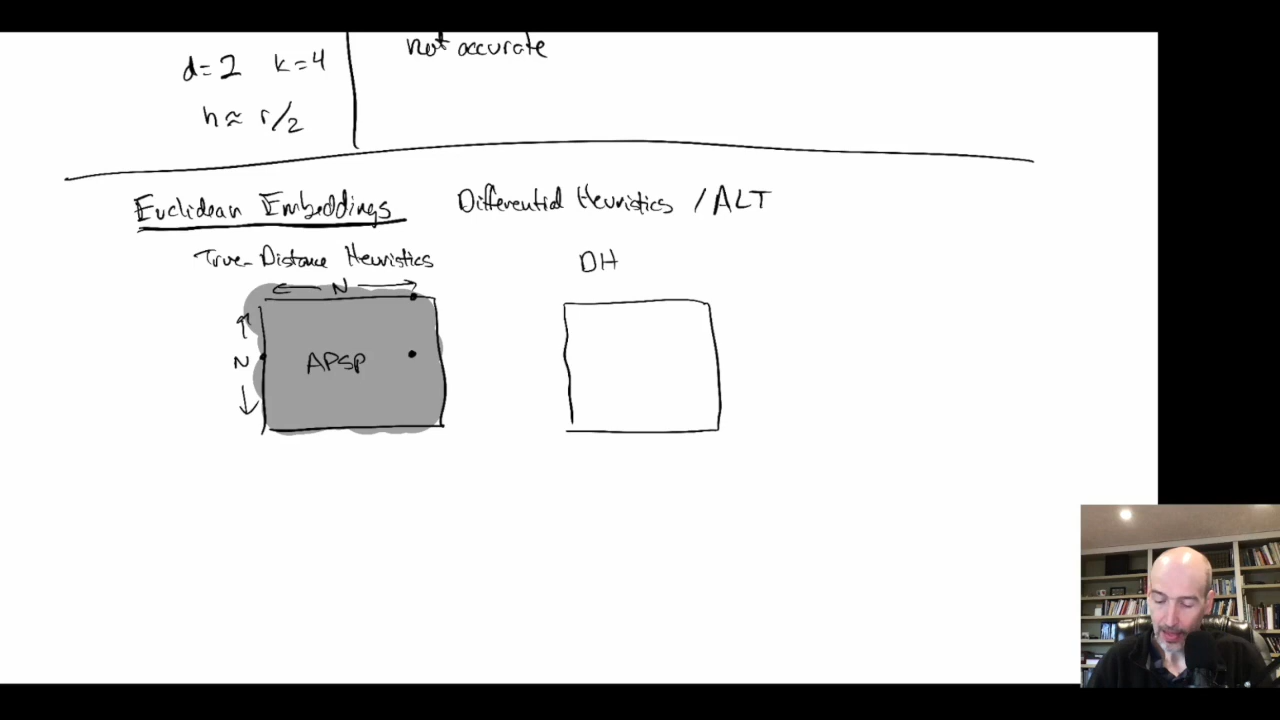 not accurate
d=2 k=4
h≈ r/2
Euclidean Embeddings Differential Heuristics /ALT
True-Distance Heuristics DH
N
N APSP